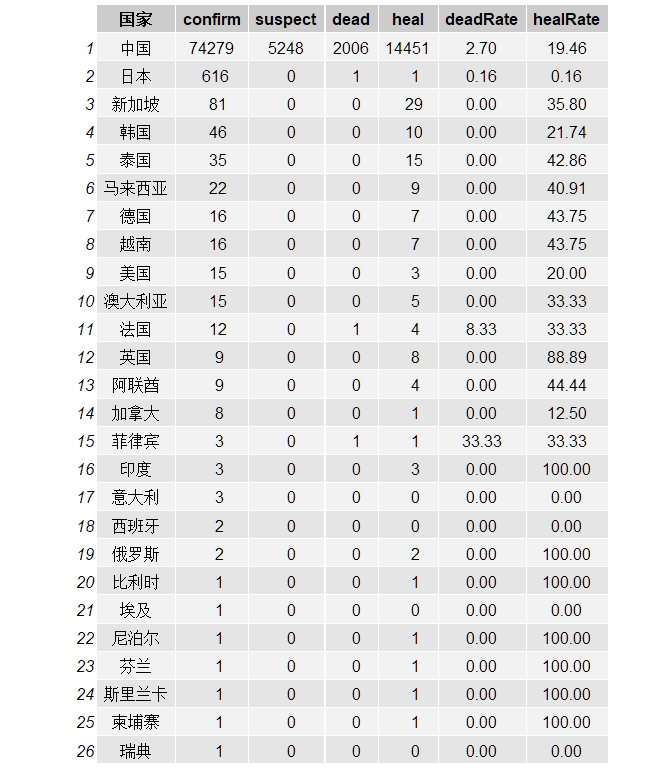 国家 confirm suspect dead heal deadRate healRate
1 中国 74279 5248 2006 14451 2.70 19.46
2 日本 616 0 1 1 0.16 0.16
3 新加坡 81 0 0 29 0.00 35.80
4 韩国 46 0 0 10 0.00 21.74
5 泰国 35 0 0 15 0.00 42.86
6 马来西亚 22 0 0 9 0.00 40.91
7 德国 16 0 0 7 0.00 43.75
8 越南 16 0 0 7 0.00 43.75
9 美国 15 0 0 3 0.00 20.00
10 澳大利亚 15 0 0 5 0.00 33.33
11 法国 12 0 1 4 8.33 33.33
12 英国 9 0 0 8 0.00 88.89
13 阿联酋 9 0 0 4 0.00 44.44
14 加拿大 8 0 0 1 0.00 12.50
15 菲律宾 3 0 1 1 33.33 33.33
16 印度 3 0 0 3 0.00 100.00
17 意大利 3 0 0 0 0.00 0.00
18 西班牙 2 0 0 0 0.00 0.00
19 俄罗斯 2 0 0 2 0.00 100.00
20 比利时 1 0 0 1 0.00 100.00
21 埃及 1 0 0 0 0.00 0.00
22 尼泊尔 1 0 0 1 0.00 100.00
23 芬兰 1 0 0 1 0.00 100.00
24 斯里兰卡 1 0 0 1 0.00 100.00
25 柬埔寨 1 0 0 1 0.00 100.00
26 瑞典 1 0 0 0 0.00 0.00